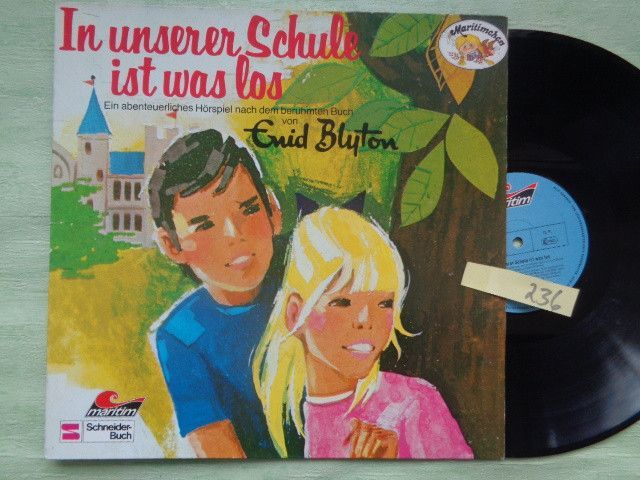 In unserer Schule
ist was los
Ein abenteuerliches Hörspiel nach dem berühmten Buch
von
Enid Blyton
Maritimchen
maritim
236
maritim
Schneider-
Buch